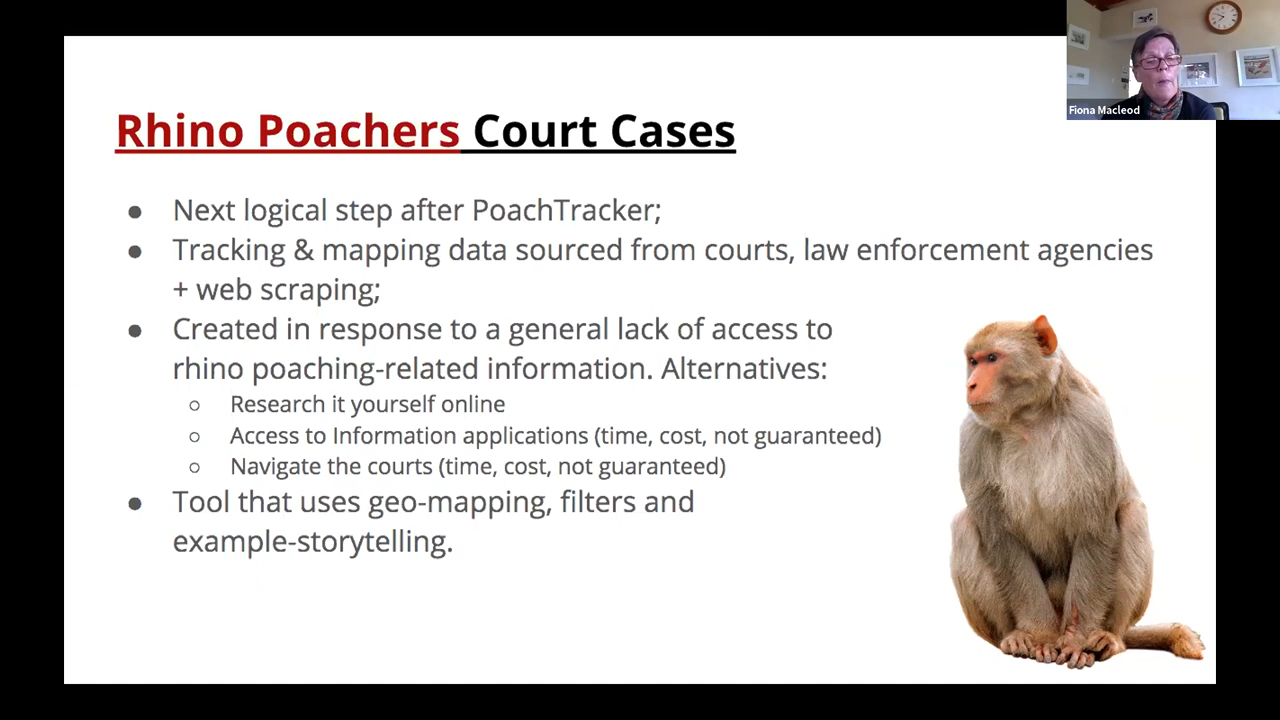 Fiona Macleod
Rhino Poachers Court Cases
● Next logical step after PoachTracker;
● Tracking & mapping data sourced from courts, law enforcement agencies
+ web scraping;
● Created in response to a general lack of access to
rhino poaching-related information. Alternatives:
○ Research it yourself online
○ Access to Information applications (time, cost, not guaranteed)
○ Navigate the courts (time, cost, not guaranteed)
● Tool that uses geo-mapping, filters and
example-storytelling.